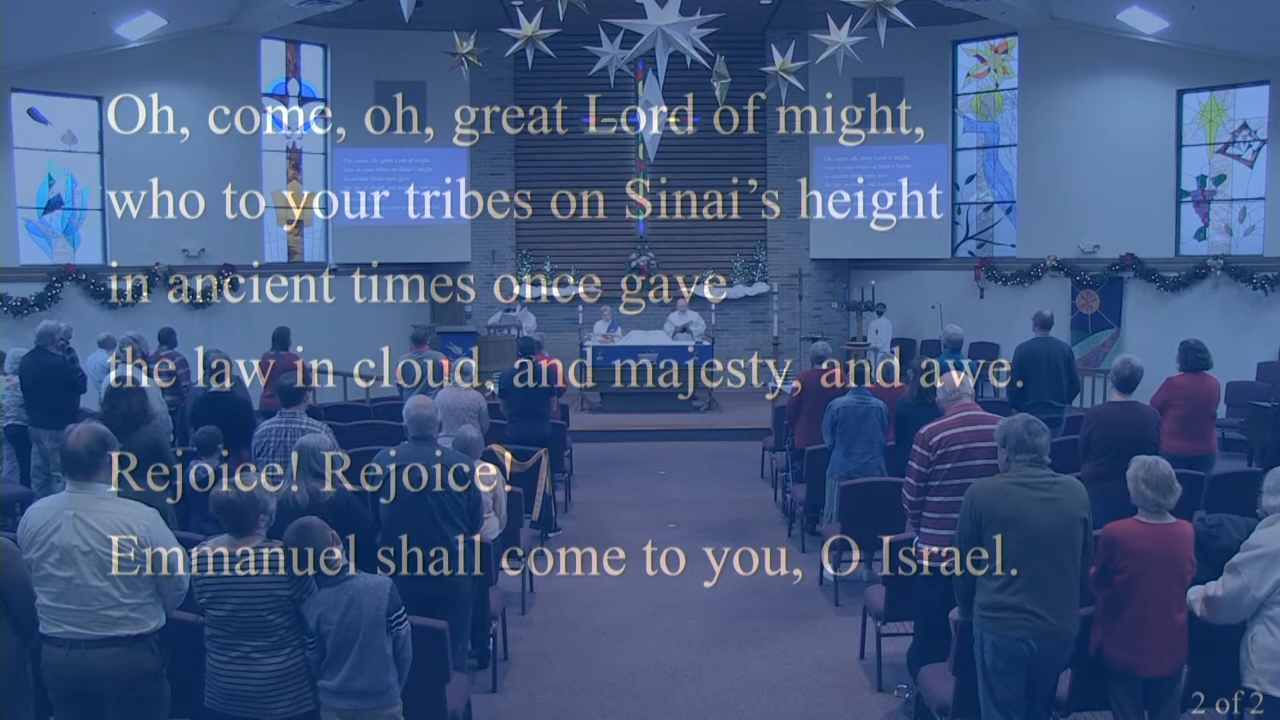 Oh, come, oh, great Lord of might,
who to your tribes on Sinai’s height
in ancient times once gave
the law in cloud, and majesty, and awe.
Rejoice! Rejoice!
Emmanuel shall come to you, O Israel.
2 of 2